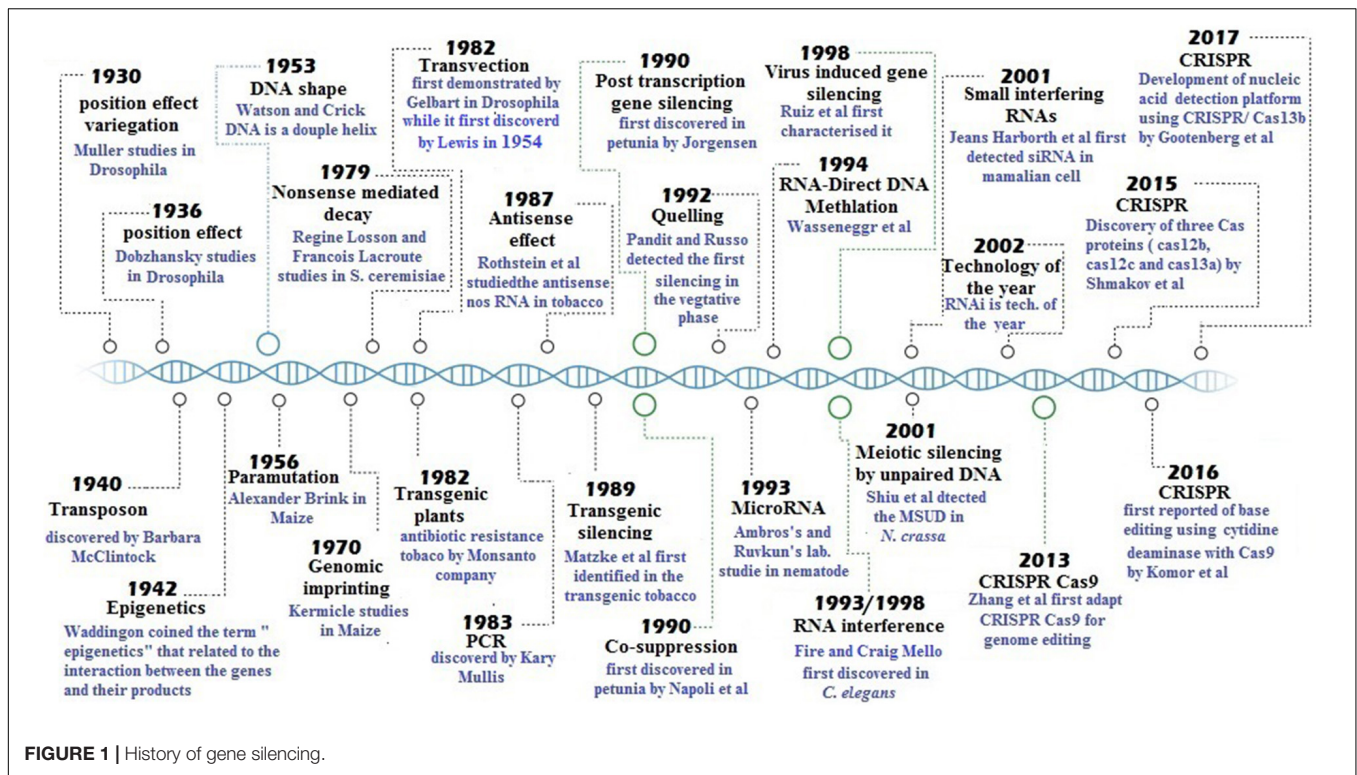 1930
position effect
variegation
Muller studies in
Drosophila
1936
position effect
Dobzhansky studies
in Drosophila
1953
DNA shape
Watson and Crick
DNA is a douple helix
1979
Nonsense mediated
decay
Regine Losson and
Francois Lacroute
studies in S. ceremisiae
1982
Transvection
first demonstrated by
Gelbart in Drosophila
while it first discoverd
by Lewis in 1954
1987
Antisense
effect
Rothstein et al
studiedthe antisense
nos RNA in tobacco
1990
Post transcription
gene silencing
first discovered in
petunia by Jorgensen
1992
Quelling
Pandit and Russo
detected the first
silencing in
the vegtative
phase
1998
Virus induced gene
silencing
Ruiz et al first
characterised it
1994
RNA-Direct DNA
Methlation
Wasseneggr et al
2001
Small interfering
RNAs
Jeans Harborth et al first
detected siRNA in
mamalian cell
2002
Technology of
the year
RNAi is tech. of
the year
2017
CRISPR
Development of nucleic
acid detection platform
using CRISPR/ Cas13b
by Gootenberg et al
2015
CRISPR
Discovery of three Cas
proteins ( cas12b,
cas12c and cas13a) by
Shmakov et al
1940
Transposon
discovered by Barbara
McClintock
1942
Epigenetics
Waddingon coined the term "
epigenetics" that related to the
interaction between the genes
and their products
1956
Paramutation
Alexander Brink in
Maize
1970
Genomic
imprinting
Kermicle studies
in Maize
1982
Transgenic
plants
antibiotic resistance
tobaco by Monsanto
company
1983
PCR
discoverd by Kary
Mullis
1989
Transgenic
silencing
Matzke et al first
identified in the
transgenic tobacco
1990
Co-suppression
first discovered in
petunia by Napoli et al
1993
MicroRNA
Ambros's and
Ruvkun's lab.
studie in nematode
1993/1998
RNA interference
Fire and Craig Mello
first discovered in
C. elegans
2001
Meiotic silencing
by unpaired DNA
Shiu et al dtected
the MSUD in
N. crassa
2013
CRISPR Cas9
Zhang et al first adapt
CRISPR Cas9 for
genome editing
2016
CRISPR
first reported of base
editing using cytidine
deaminase with Cas9
by Komor et al
FIGURE 1 | History of gene silencing.